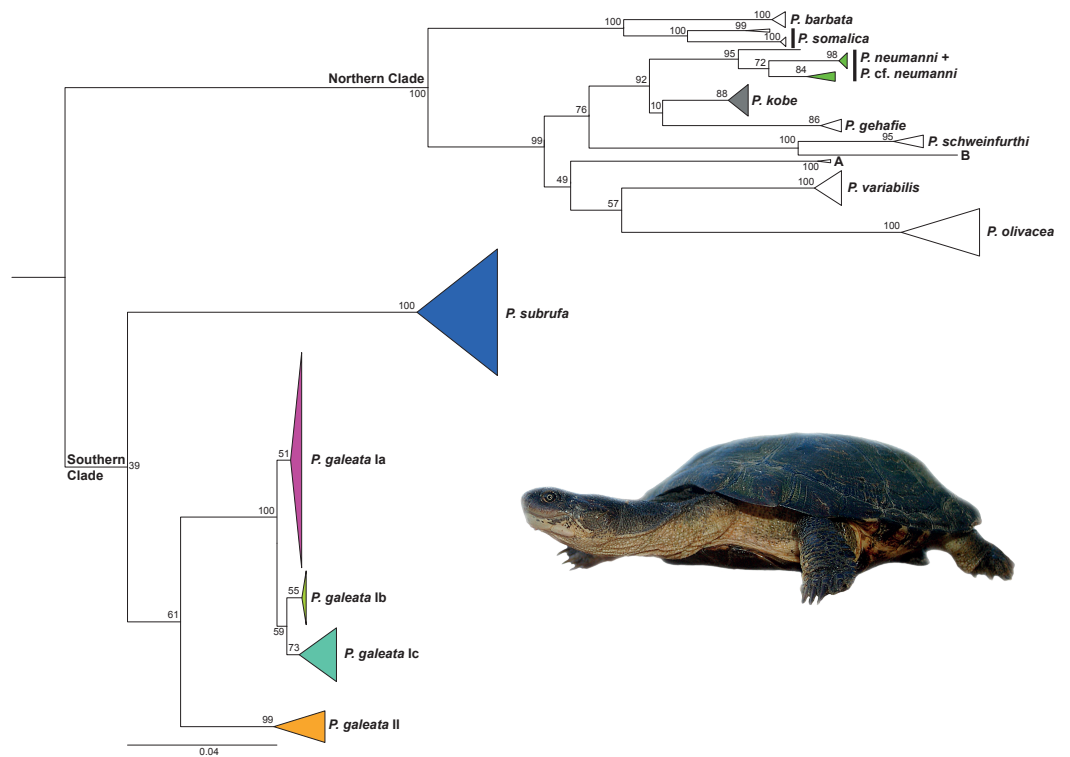 100
P. barbata
100
99
100
100
P. somalica
Northern Clade
100
95
98
P. neumanni +
72
84
P. cf. neumanni
92
88
P. kobe
76
10
86
P. gehafie
99
100
95
P. schweinfurthi
B
100
A
49
100
P. variabilis
57
100
P. olivacea
100
P. subrufa
51
P. galeata Ia
Southern
Clade
39
100
55
P. galeata Ib
61
59
73
P. galeata Ic
99
P. galeata II
0.04